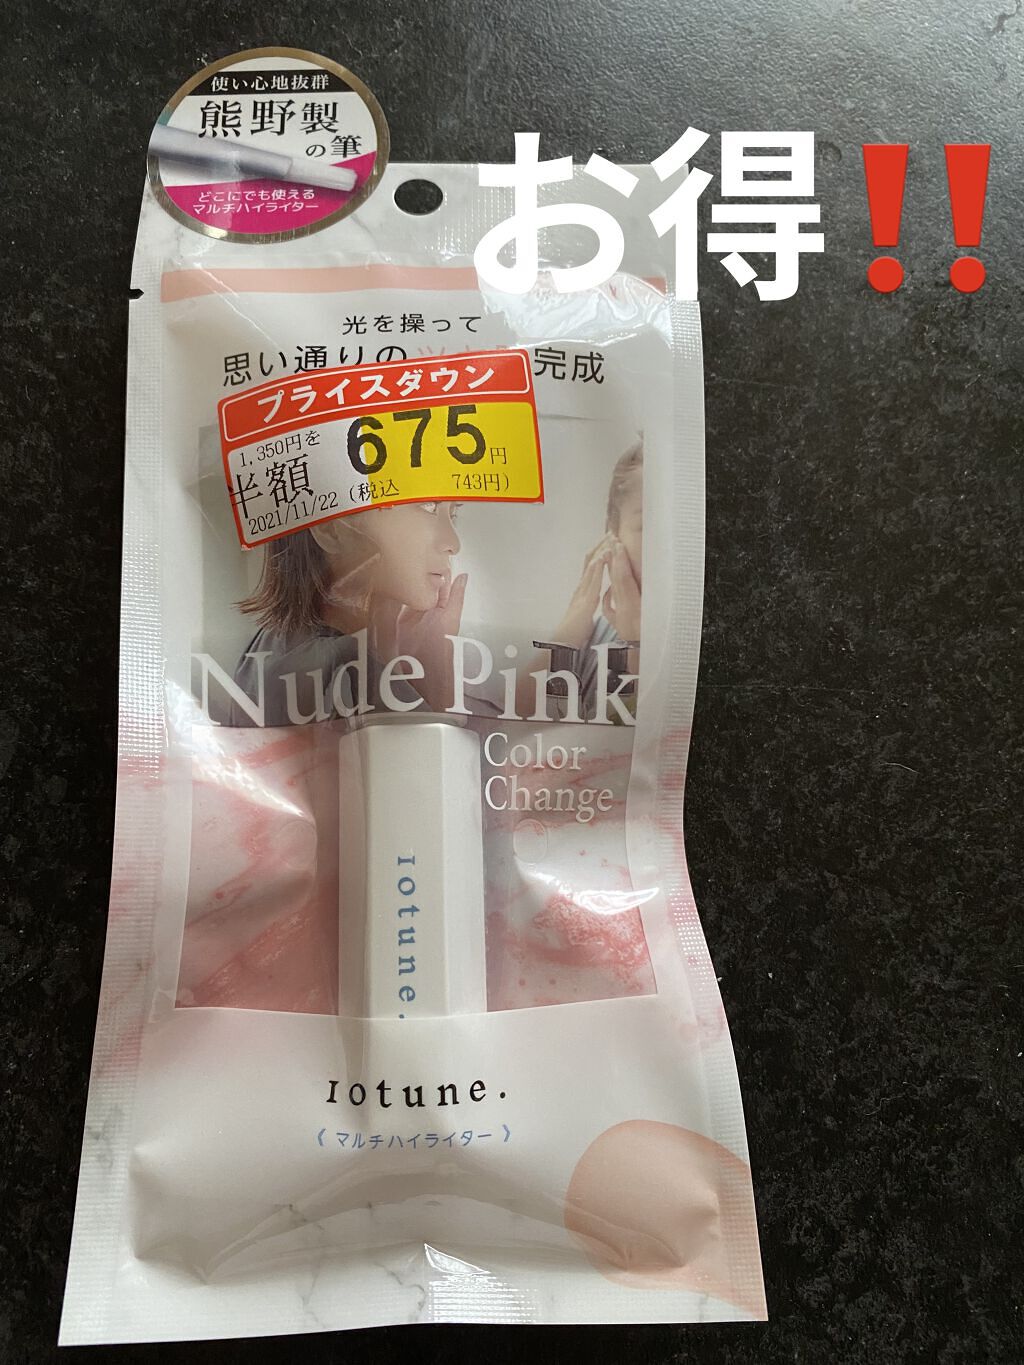 使い心地抜群
熊野製
の筆
どこにでも使える
マルチハイライター
お得‼
光を操って
思い通りの
完成
プライスダウン
1,350円を
半額
675円
2021/11/22 (税込 743円)
Nude Pink
Color
Change
Iotune.
Iotune.
《マルチハイライター》